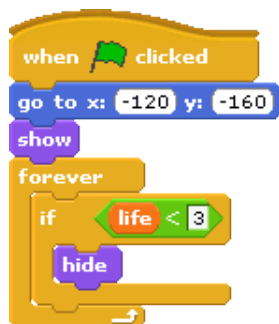 when clicked
go to x: -120 y: -160
show
forever
if life < 3
hide